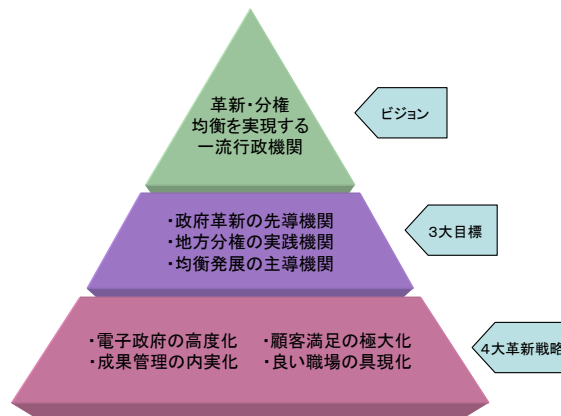 革新・分権
均衡を実現する
一流行政機関
ビジョン
・政府革新の先導機関
・地方分権の実践機関
・均衡発展の主導機関
3大目標
・電子政府の高度化 ・顧客満足の極大化
・成果管理の内実化 ・良い職場の具現化
4大革新戦略